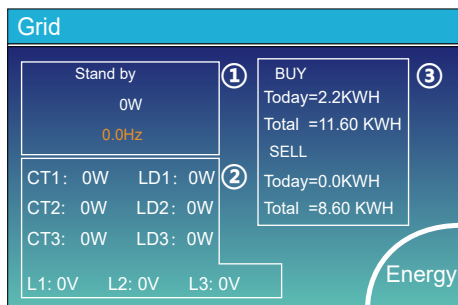 Grid
Stand by
①
0W
0.0Hz
CT1: 0W LD1: 0W
②
CT2: 0W LD2: 0W
CT3: 0W LD3: 0W
L1: 0V L2: 0V L3: 0V
BUY
③
Today=2.2KWH
Total =11.60 KWH
SELL
Today=0.0KWH
Total =8.60 KWH
Energy